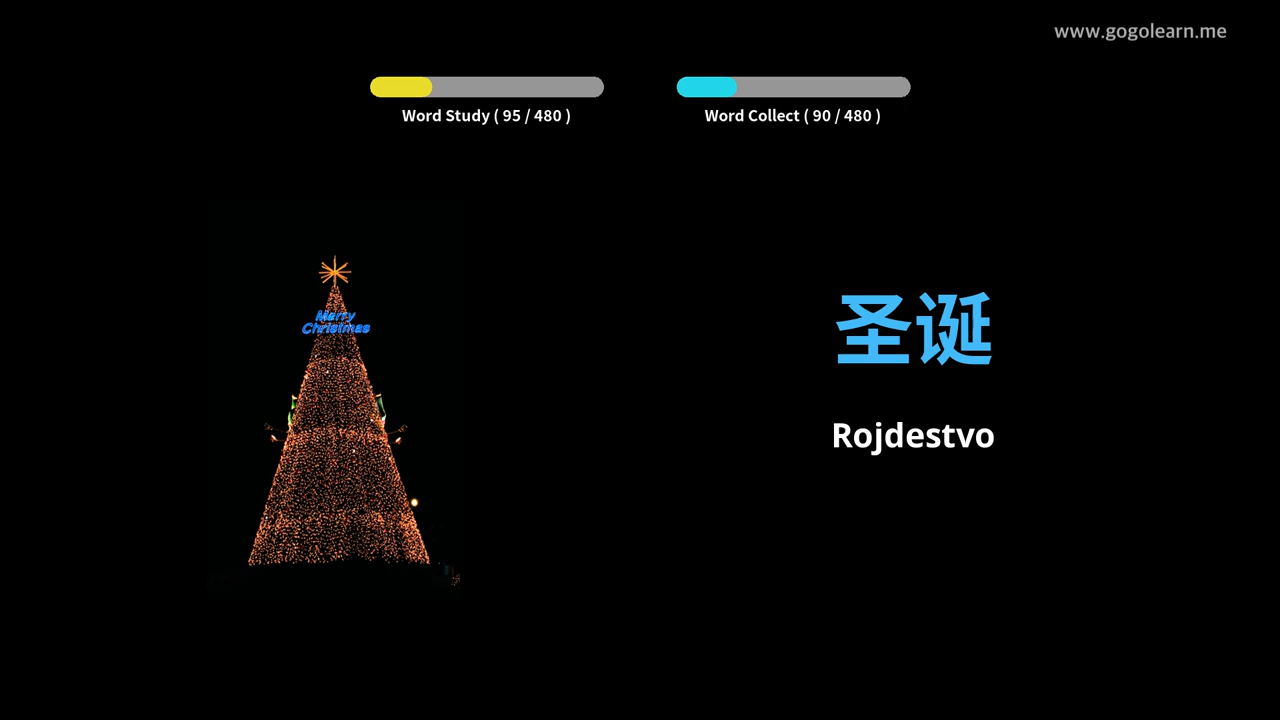 www.gogolearn.me
Word Study ( 95 / 480 )
Word Collect ( 90 / 480 )
Merry
Christmas
圣诞
Rojdestvo